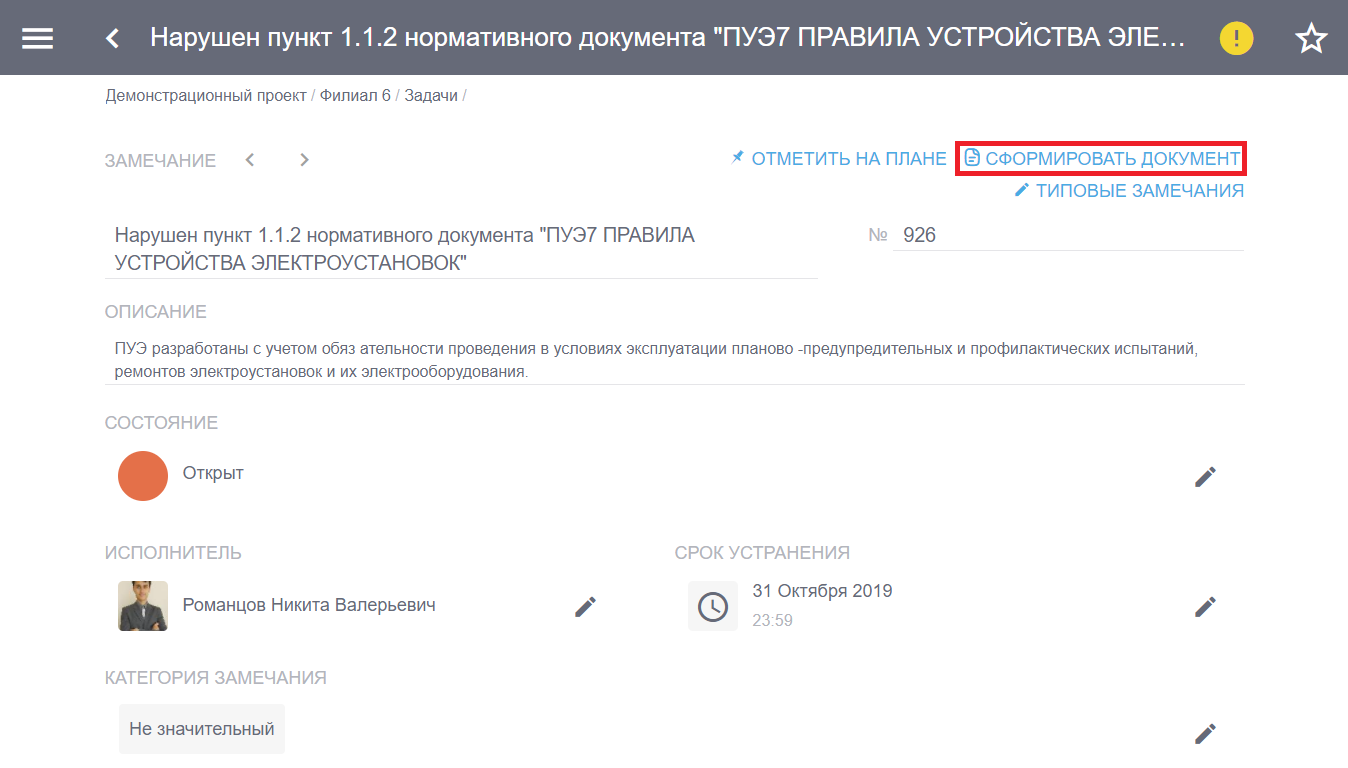 Нарушен пункт 1.1.2 нормативного документа "ПУЭ7 ПРАВИЛА УСТРОЙСТВА ЭЛЕ...
Демонстрационный проект / Филиал 6 / Задачи /
ЗАМЕЧАНИЕ
ОТМЕТИТЬ НА ПЛАНЕ
СФОРМИРОВАТЬ ДОКУМЕНТ
ТИПОВЫЕ ЗАМЕЧАНИЯ
Нарушен пункт 1.1.2 нормативного документа "ПУЭ7 ПРАВИЛА
УСТРОЙСТВА ЭЛЕКТРОУСТАНОВОК"
№ 926
ОПИСАНИЕ
ПУЭ разработаны с учетом обяз ательности проведения в условиях эксплуатации планово -предупредительных и профилактических испытаний,
ремонтов электроустановок и их электрооборудования.
СОСТОЯНИЕ
Открыт
ИСПОЛНИТЕЛЬ
Романцов Никита Валерьевич
СРОК УСТРАНЕНИЯ
31 Октября 2019
23:59
КАТЕГОРИЯ ЗАМЕЧАНИЯ
Не значительный